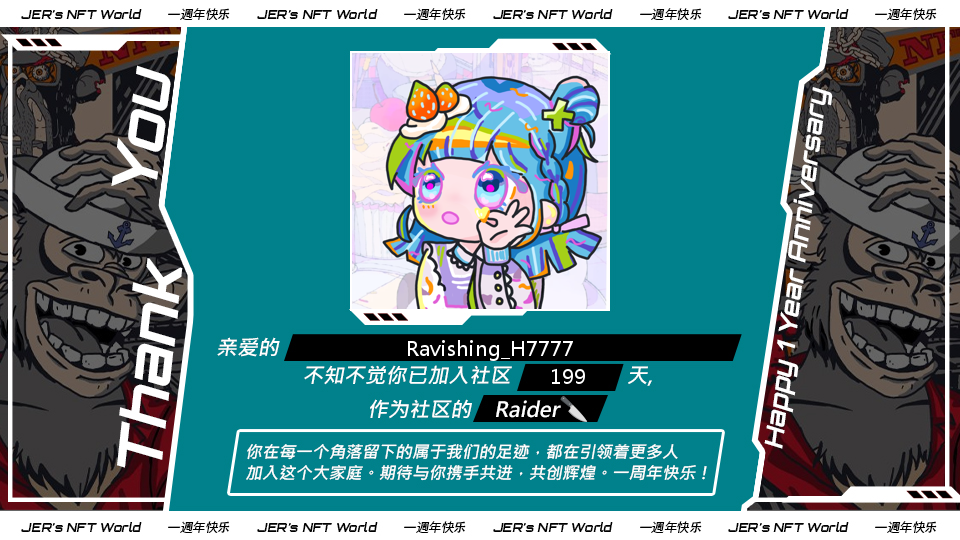 JER's NFT World 一週年快乐 JER's NFT World 一週年快乐 JER's NFT World 一週年快乐 JER's NFT World 一週年快乐
Thank You
亲爱的 Ravishing_H7777
不知不觉你已加入社区 199 天,
作为社区的 Raider🔪
你在每一个角落留下的属于我们的足迹，都在引领着更多人
加入这个大家庭。期待与你携手共进，共创辉煌。一周年快乐！
Happy 1 Year Anniversary
JER's NFT World 一週年快乐 JER's NFT World 一週年快乐 JER's NFT World 一週年快乐 JER's NFT World 一週年快乐